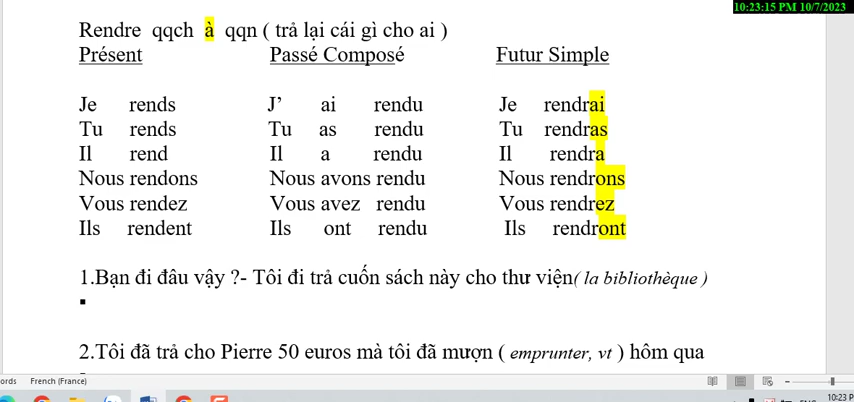 10:23:15 PM 10/7/2023
Rendre qqch à qqn ( trả lại cái gì cho ai )
Présent Passé Composé Futur Simple
Je rends J’ ai rendu Je rendrai
Tu rends Tu as rendu Tu rendras
Il rend Il a rendu Il rendra
Nous rendons Nous avons rendu Nous rendrons
Vous rendez Vous avez rendu Vous rendrez
Ils rendent Ils ont rendu Ils rendront
1.Bạn đi đâu vậy ?- Tôi đi trả cuốn sách này cho thư viện( la bibliothèque )
2.Tôi đã trả cho Pierre 50 euros mà tôi đã mượn ( emprunter, vt ) hôm qua
ords French (France)
10:23 P